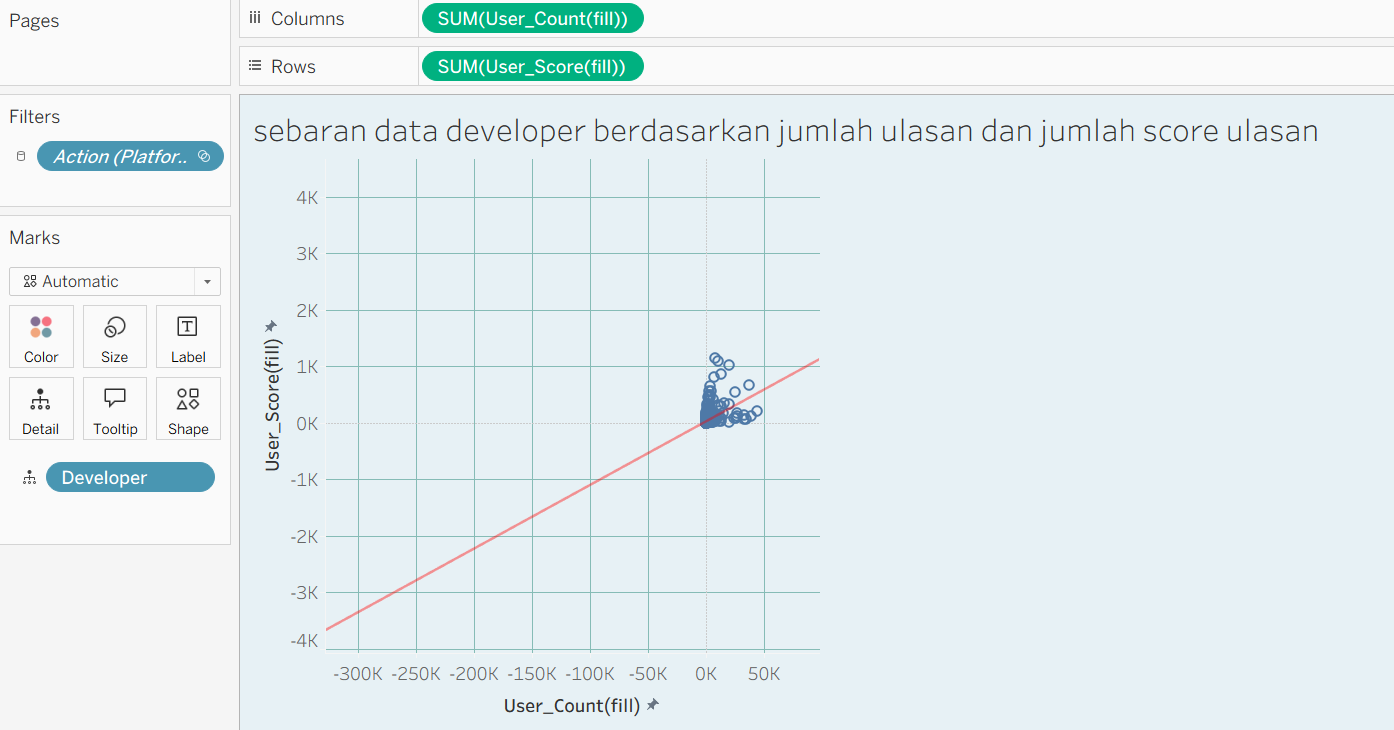 Pages
Columns
SUM(User_Count(fill))
Rows
SUM(User_Score(fill))
Filters
Action (Platfor..
Marks
Automatic
Color
Size
Label
Detail
Tooltip
Shape
Developer
sebaran data developer berdasarkan jumlah ulasan dan jumlah score ulasan
User_Score(fill)
4K
3K
2K
1K
0K
-1K
-2K
-3K
-4K
-300K -250K -200K -150K -100K -50K 0K 50K
User_Count(fill)